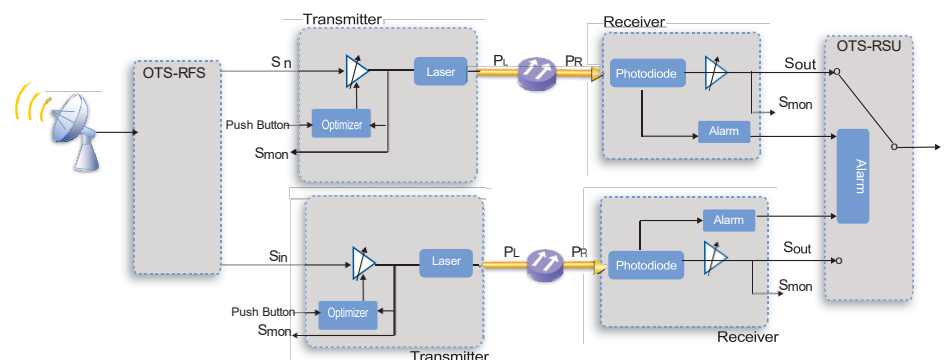 Transmitter
Receiver
OTS-RFS
S n
PL
PR
Laser
Photodiode
Sout
OTS-RSU
Smon
Push Button
Optimizer
Alarm
Smon
Alarm
Alarm
Sin
PL
PR
Laser
Photodiode
Sout
Smon
Push Button
Optimizer
Smon
Receiver
Transmitter